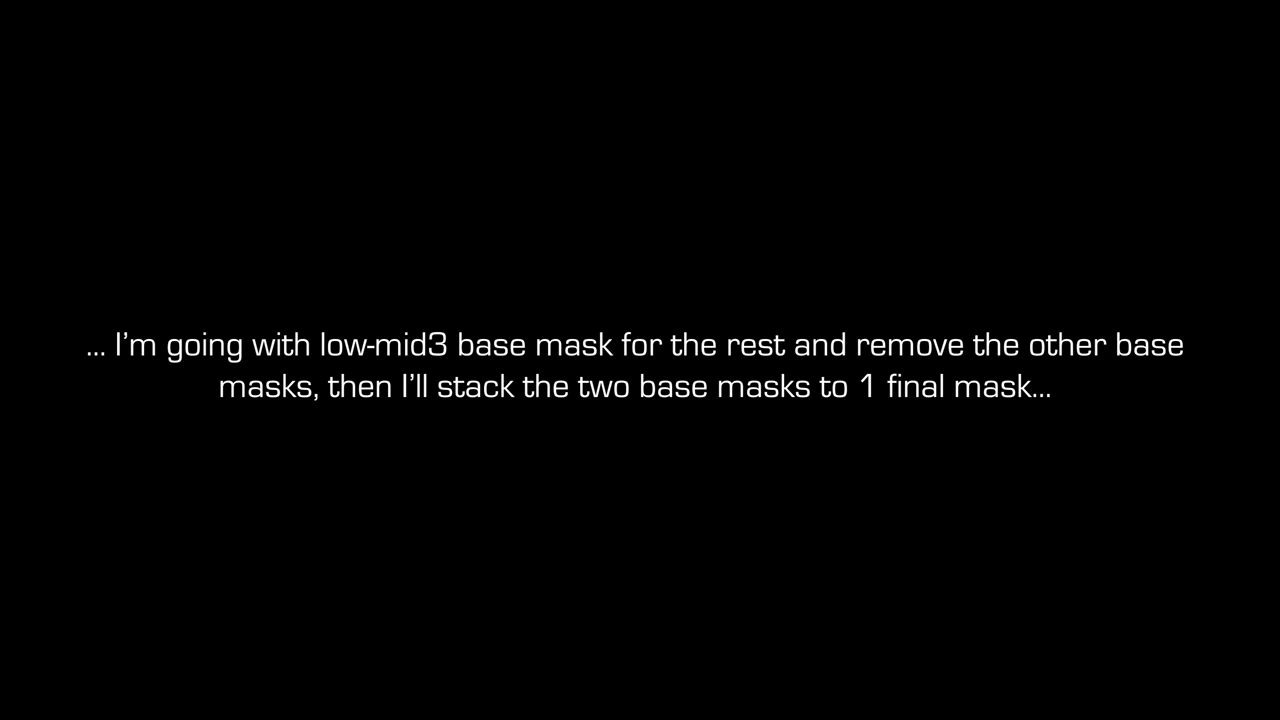 ... I'm going with low-mid3 base mask for the rest and remove the other base
masks, then I'll stack the two base masks to 1 final mask...